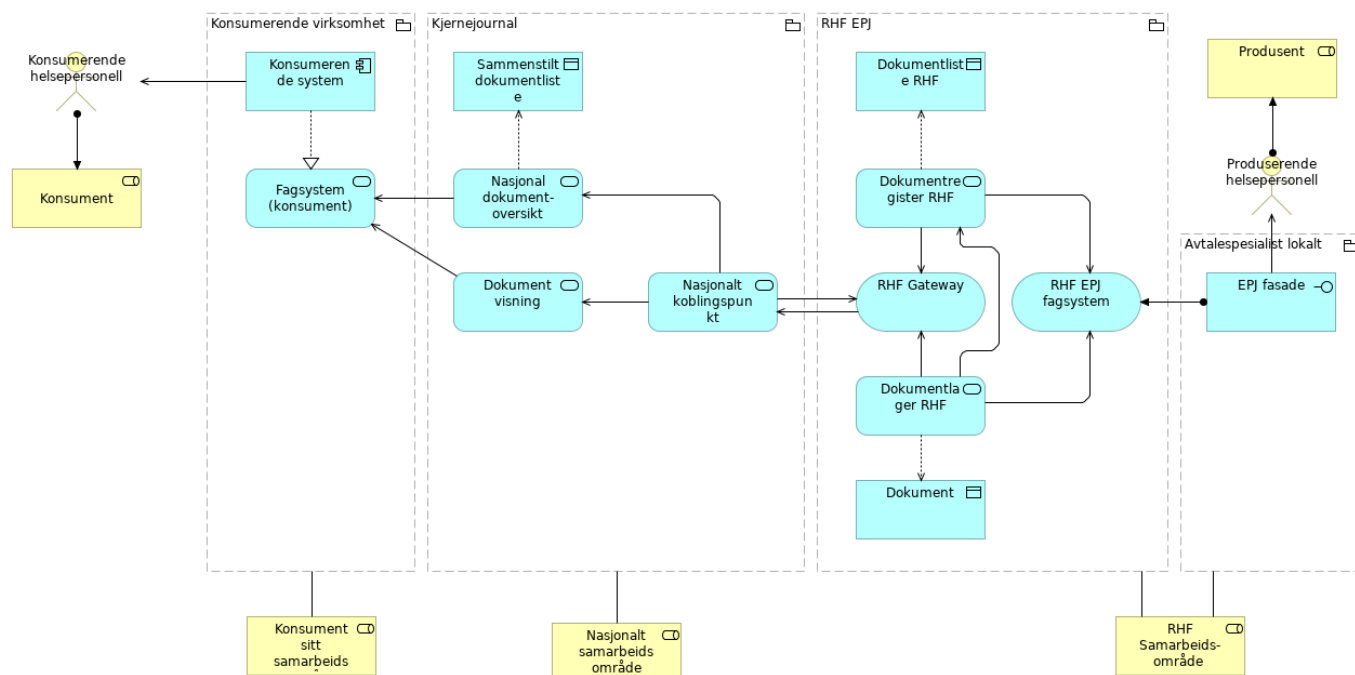 Konsumerende virksomhet
Kjernejournal
RHF EPJ
Konsumerende
helsepersonell
Konsumeren
de system
Sammenstilt
dokumentlist
e
Dokumentlist
e RHF
Produsent
Konsument
Fagsystem
(konsument)
Nasjonal
dokument-
oversikt
Dokumentre
gister RHF
Produserende
helsepersonell
Avtalespesialist lokalt
Dokument
visning
Nasjonalt
koblingspun
kt
RHF Gateway
RHF EPJ
fagsystem
EPJ fasade
Dokumentla
ger RHF
Dokument
Konsument
sitt
samarbeids
Nasjonalt
samarbeids
område
RHF
Samarbeids-
område